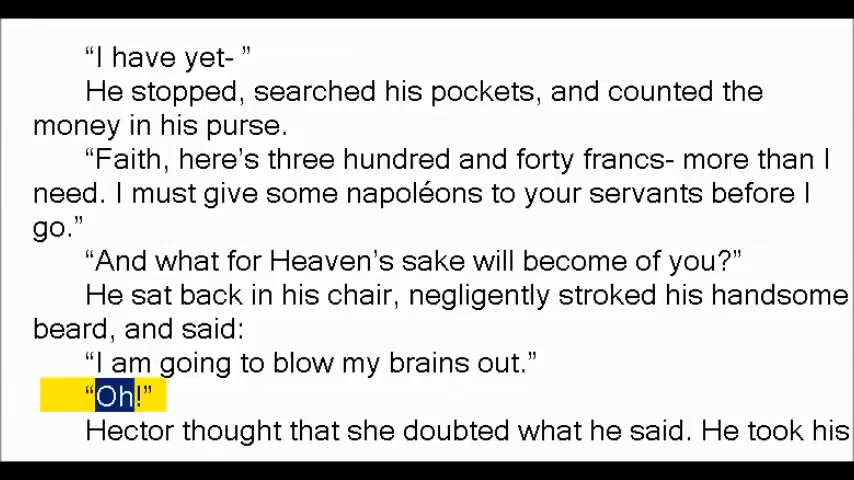 “I have yet- ”
He stopped, searched his pockets, and counted the
money in his purse.
“Faith, here’s three hundred and forty francs- more than I
need. I must give some napoléons to your servants before I
go.”
“And what for Heaven’s sake will become of you?”
He sat back in his chair, negligently stroked his handsome
beard, and said:
“I am going to blow my brains out.”
“Oh!”
Hector thought that she doubted what he said. He took his